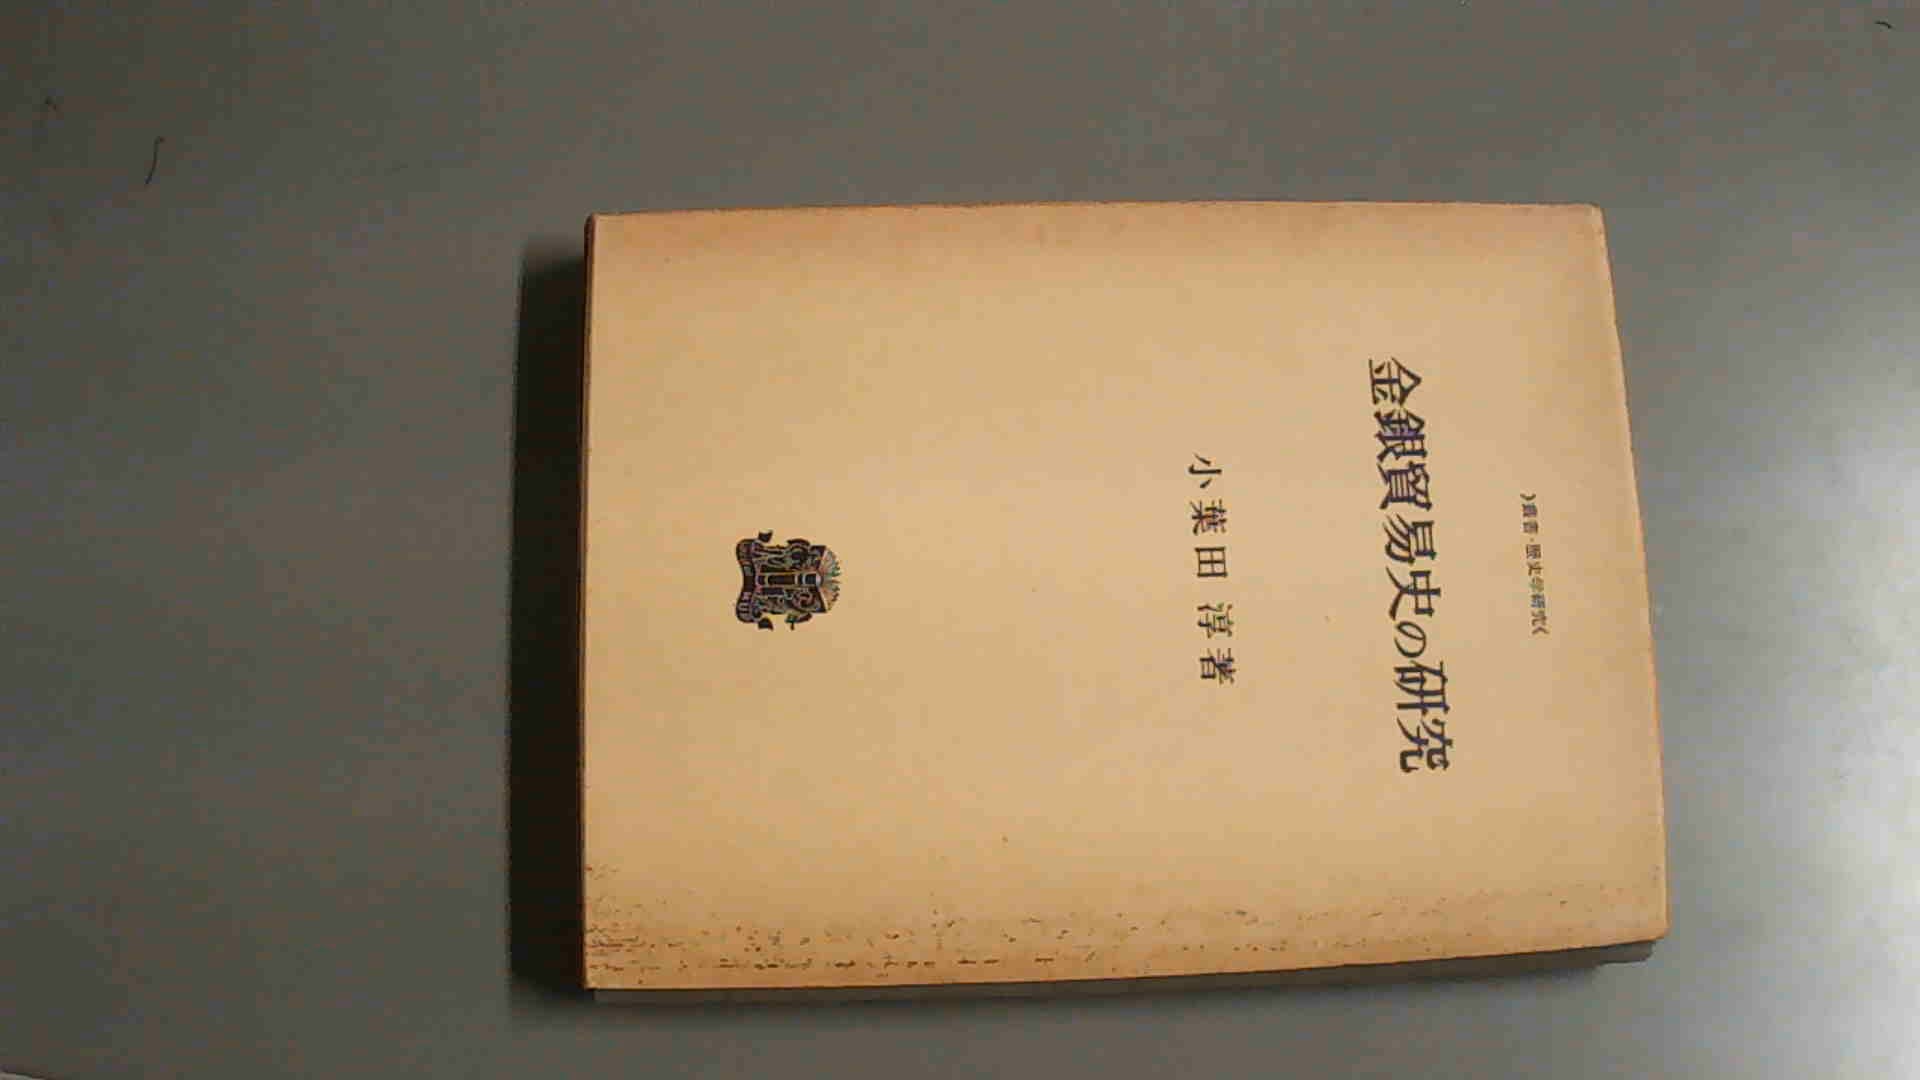 》叢書・歴史学研究《
金銀貿易史の研究
小葉田 淳著